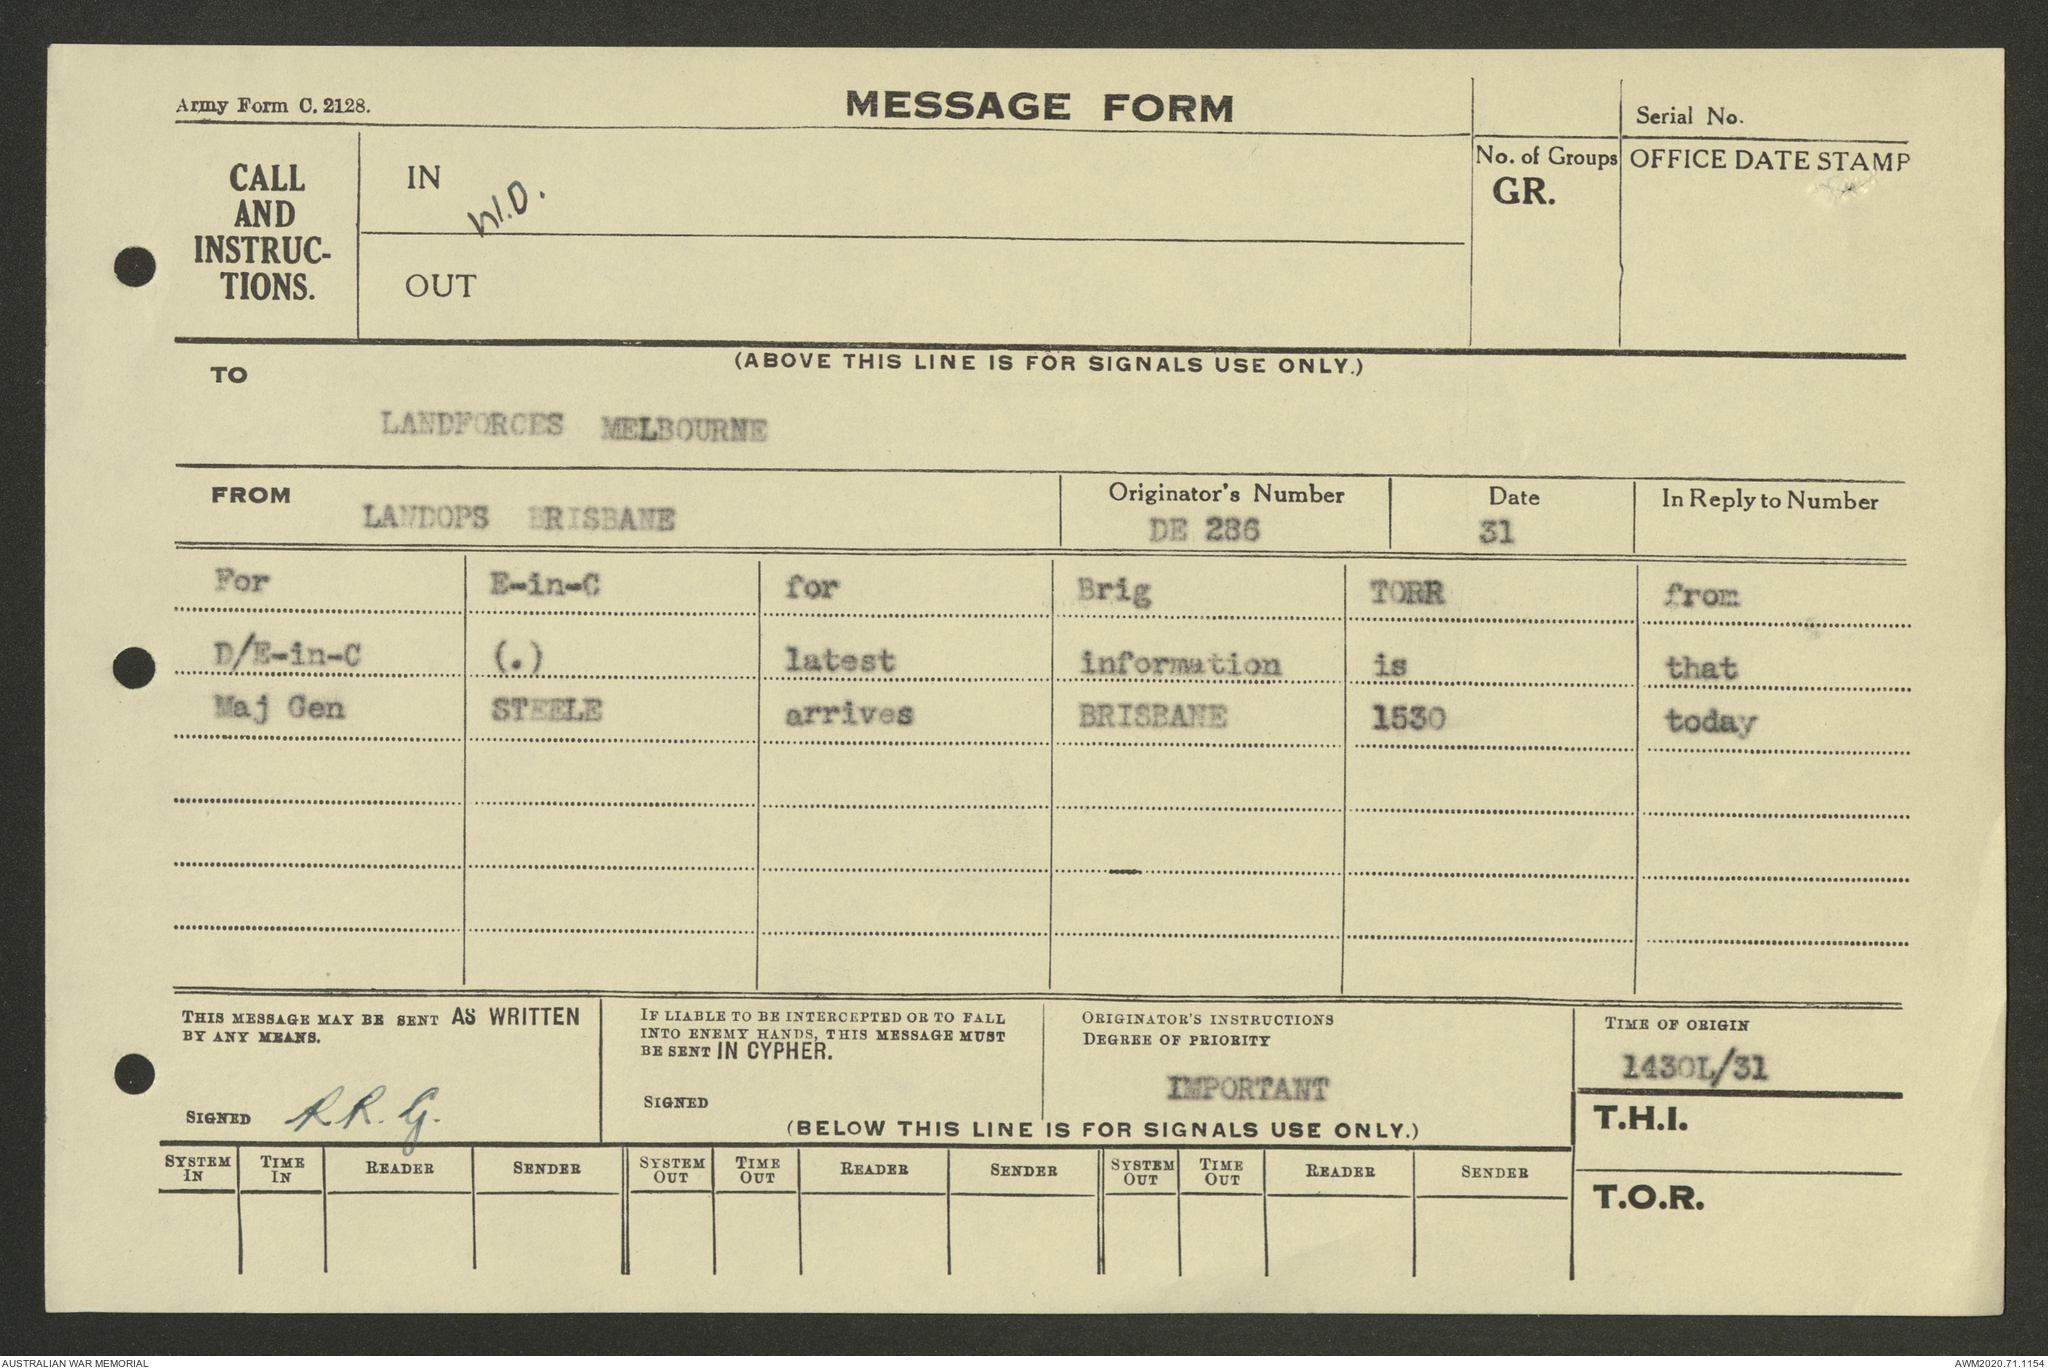 Army Form C. 2128.
MESSAGE FORM
Serial No.
CALL AND INSTRUC-TIONS.
IN
OUT
No. of Groups
GR.
OFFICE DATE STAMP
(ABOVE THIS LINE IS FOR SIGNALS USE ONLY.)
TO
LANDFORCES MELBOURNE
FROM LANDOPS BRISBANE
Originator's Number
DE 286
Date
31
In Reply to Number
For E-in-C for Brig TORR from
D/E-in-C (.) latest information is that
Maj Gen STEELE arrives BRISBANE 1530 today
THIS MESSAGE MAY BE SENT AS WRITTEN
BY ANY MEANS.
SIGNED R.R.G.
IF LIABLE TO BE INTERCEPTED OR TO FALL
INTO ENEMY HANDS, THIS MESSAGE MUST
BE SENT IN CYPHER.
SIGNED
ORIGINATOR'S INSTRUCTIONS
DEGREE OF PRIORITY
IMPORTANT
TIME OF ORIGIN
1430L/31
T.H.I.
T.O.R.
(BELOW THIS LINE IS FOR SIGNALS USE ONLY.)
SYSTEM IN TIME IN READER SENDER SYSTEM OUT TIME OUT READER SENDER SYSTEM OUT TIME OUT READER SENDER
AUSTRALIAN WAR MEMORIAL
AWM2020.71.1154